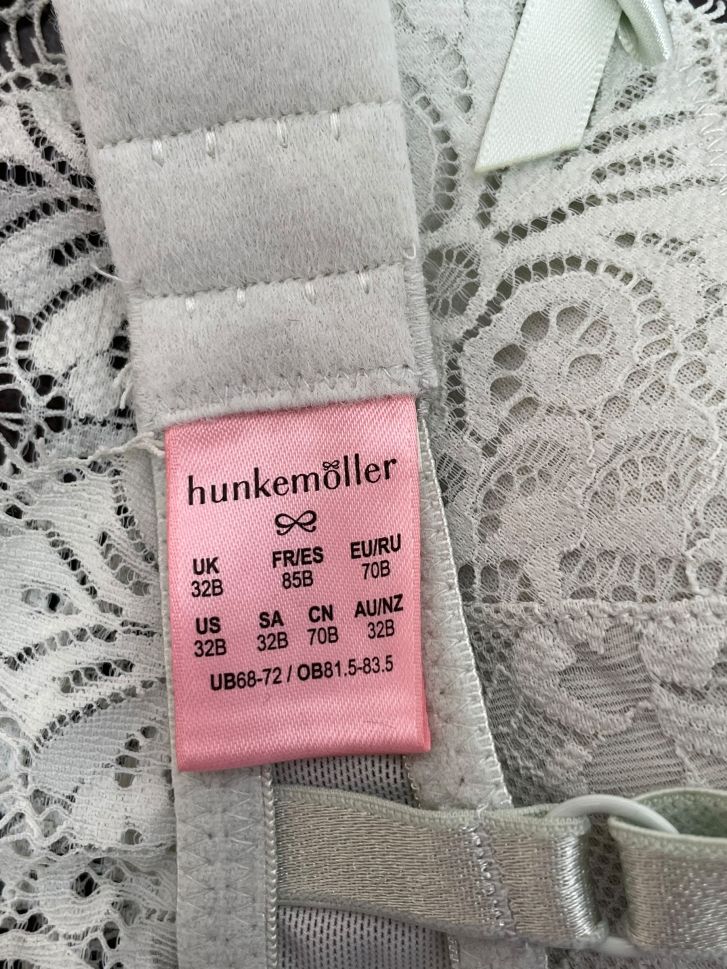 hunkemöller
UK FR/ES EU/RU
32B 85B 70B
US SA CN AU/NZ
32B 32B 70B 32B
UB68-72 / OB81.5-83.5